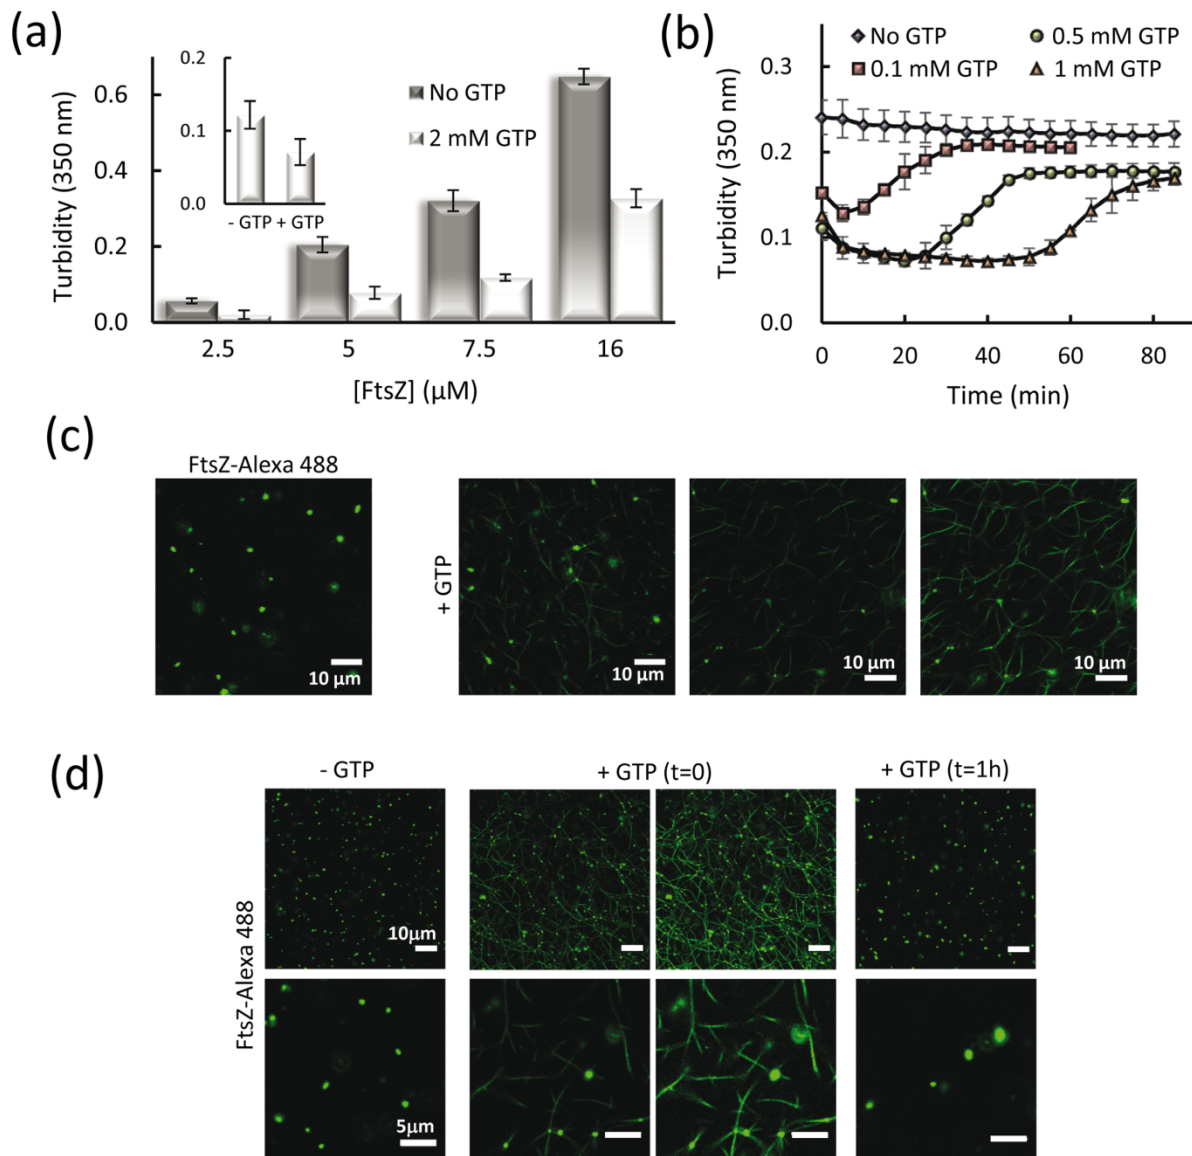 (a)
Turbidity (350 nm)
0.6
0.4
0.2
0.0
0.2
0.1
0.0
- GTP + GTP
No GTP
2 mM GTP
2.5 5 7.5 16
[FtsZ] (µM)
(b)
No GTP 0.5 mM GTP
0.1 mM GTP 1 mM GTP
Turbidity (350 nm)
0.3
0.2
0.1
0.0
0 20 40 60 80
Time (min)
(c)
FtsZ-Alexa 488
+ GTP
10 µm 10 µm 10 µm 10 µm
(d)
- GTP + GTP (t=0) + GTP (t=1h)
FtsZ-Alexa 488
10µm
5µm